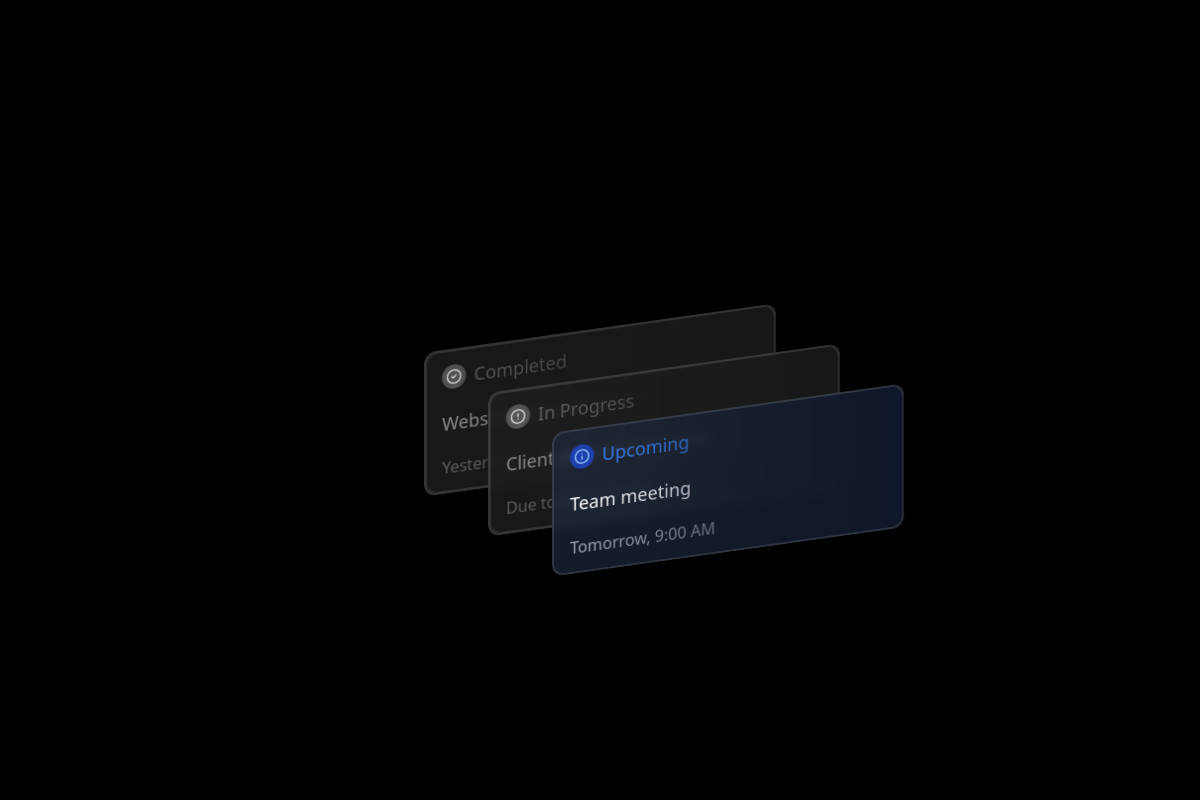 Completed
Webs
Yester
In Progress
Client
Due to
Upcoming
Team meeting
Tomorrow, 9:00 AM